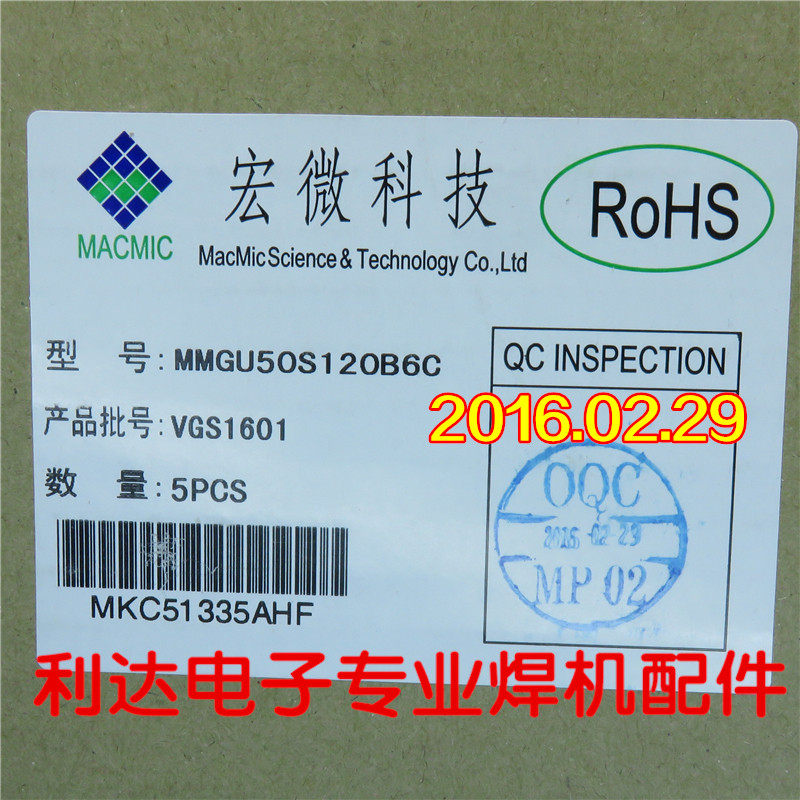 宏微科技
RoHS
MACMIC
MacMic Science & Technology Co.,Ltd
型 号: MMGU50S120B6C
QC INSPECTION
产品批号: VGS1601
2016.02.29
数 量: 5PCS
OQC
2016-02-29
MP 02
MKC51335AHF
利达电子专业焊机配件